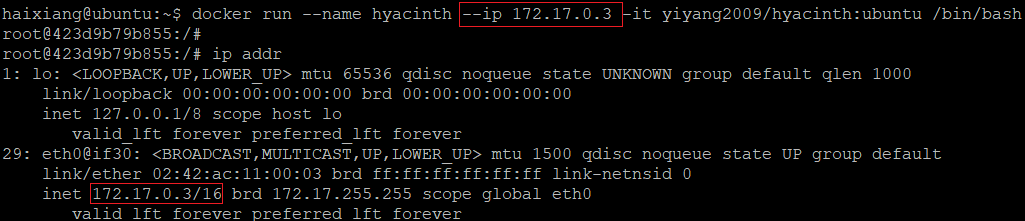 haixiang@ubuntu:~$ docker run --name hyacinth --ip 172.17.0.3 -it yiyang2009/hyacinth:ubuntu /bin/bash
root@423d9b79b855:/#
root@423d9b79b855:/# ip addr
1: lo: <LOOPBACK,UP,LOWER_UP> mtu 65536 qdisc noqueue state UNKNOWN group default qlen 1000
    link/loopback 00:00:00:00:00:00 brd 00:00:00:00:00:00
    inet 127.0.0.1/8 scope host lo
       valid_lft forever preferred_lft forever
29: eth0@if30: <BROADCAST,MULTICAST,UP,LOWER_UP> mtu 1500 qdisc noqueue state UP group default
    link/ether 02:42:ac:11:00:03 brd ff:ff:ff:ff:ff:ff link-netnsid 0
    inet 172.17.0.3/16 brd 172.17.255.255 scope global eth0
       valid_lft forever preferred_lft forever